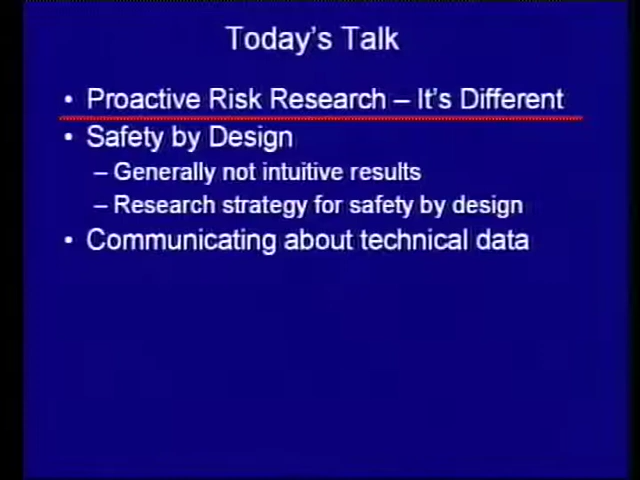 Today's Talk
• Proactive Risk Research – It's Different
• Safety by Design
– Generally not intuitive results
– Research strategy for safety by design
• Communicating about technical data